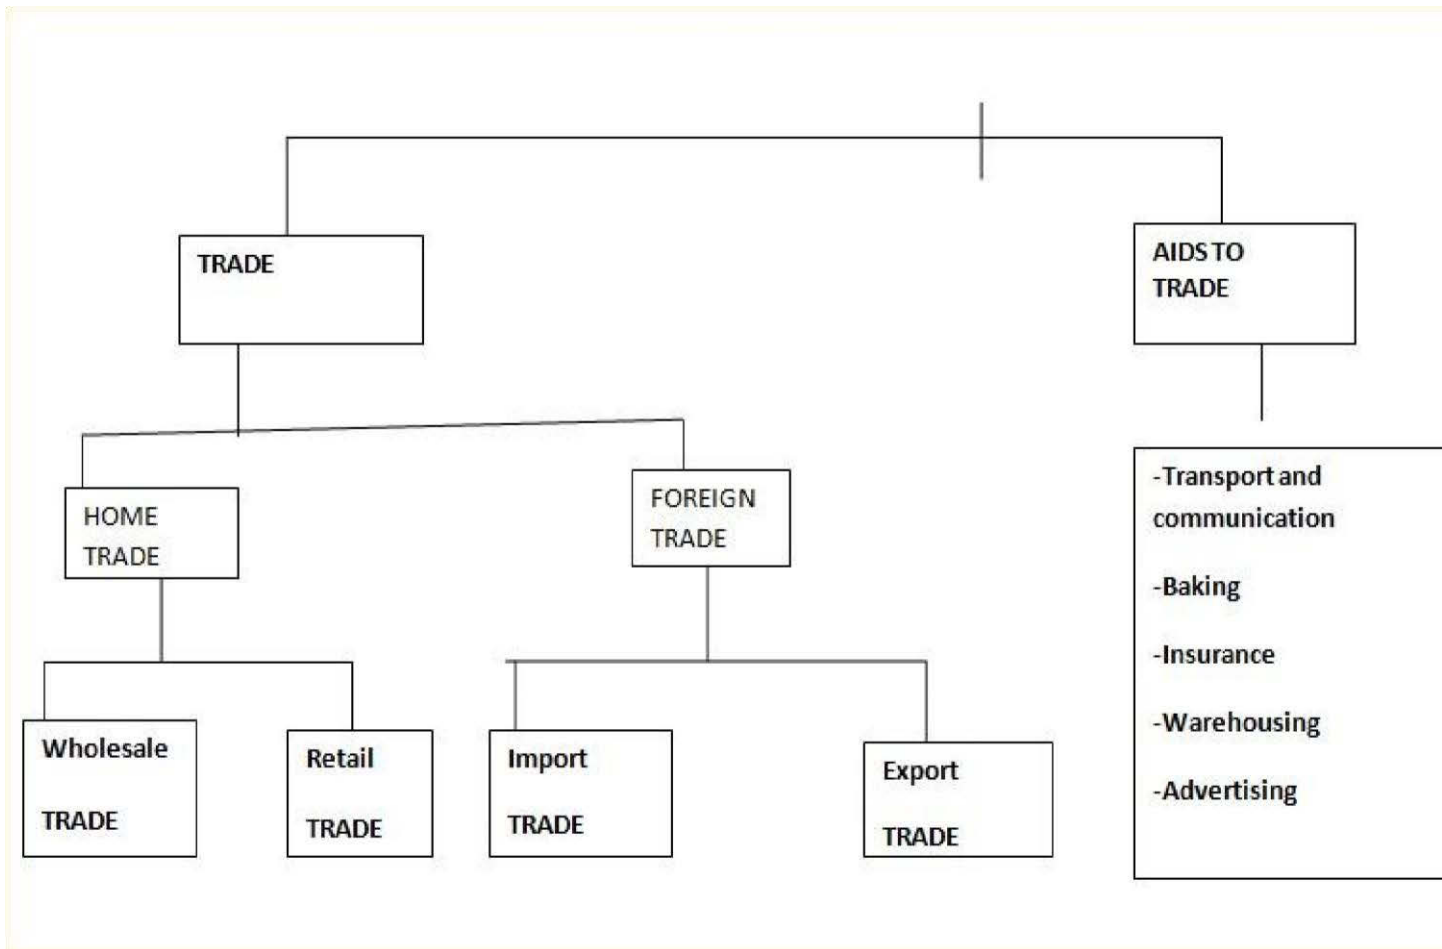 TRADE
AIDS TO
TRADE
HOME
TRADE
FOREIGN
TRADE
Wholesale
TRADE
Retail
TRADE
Import
TRADE
Export
TRADE
-Transport and
communication
-Baking
-Insurance
-Warehousing
-Advertising